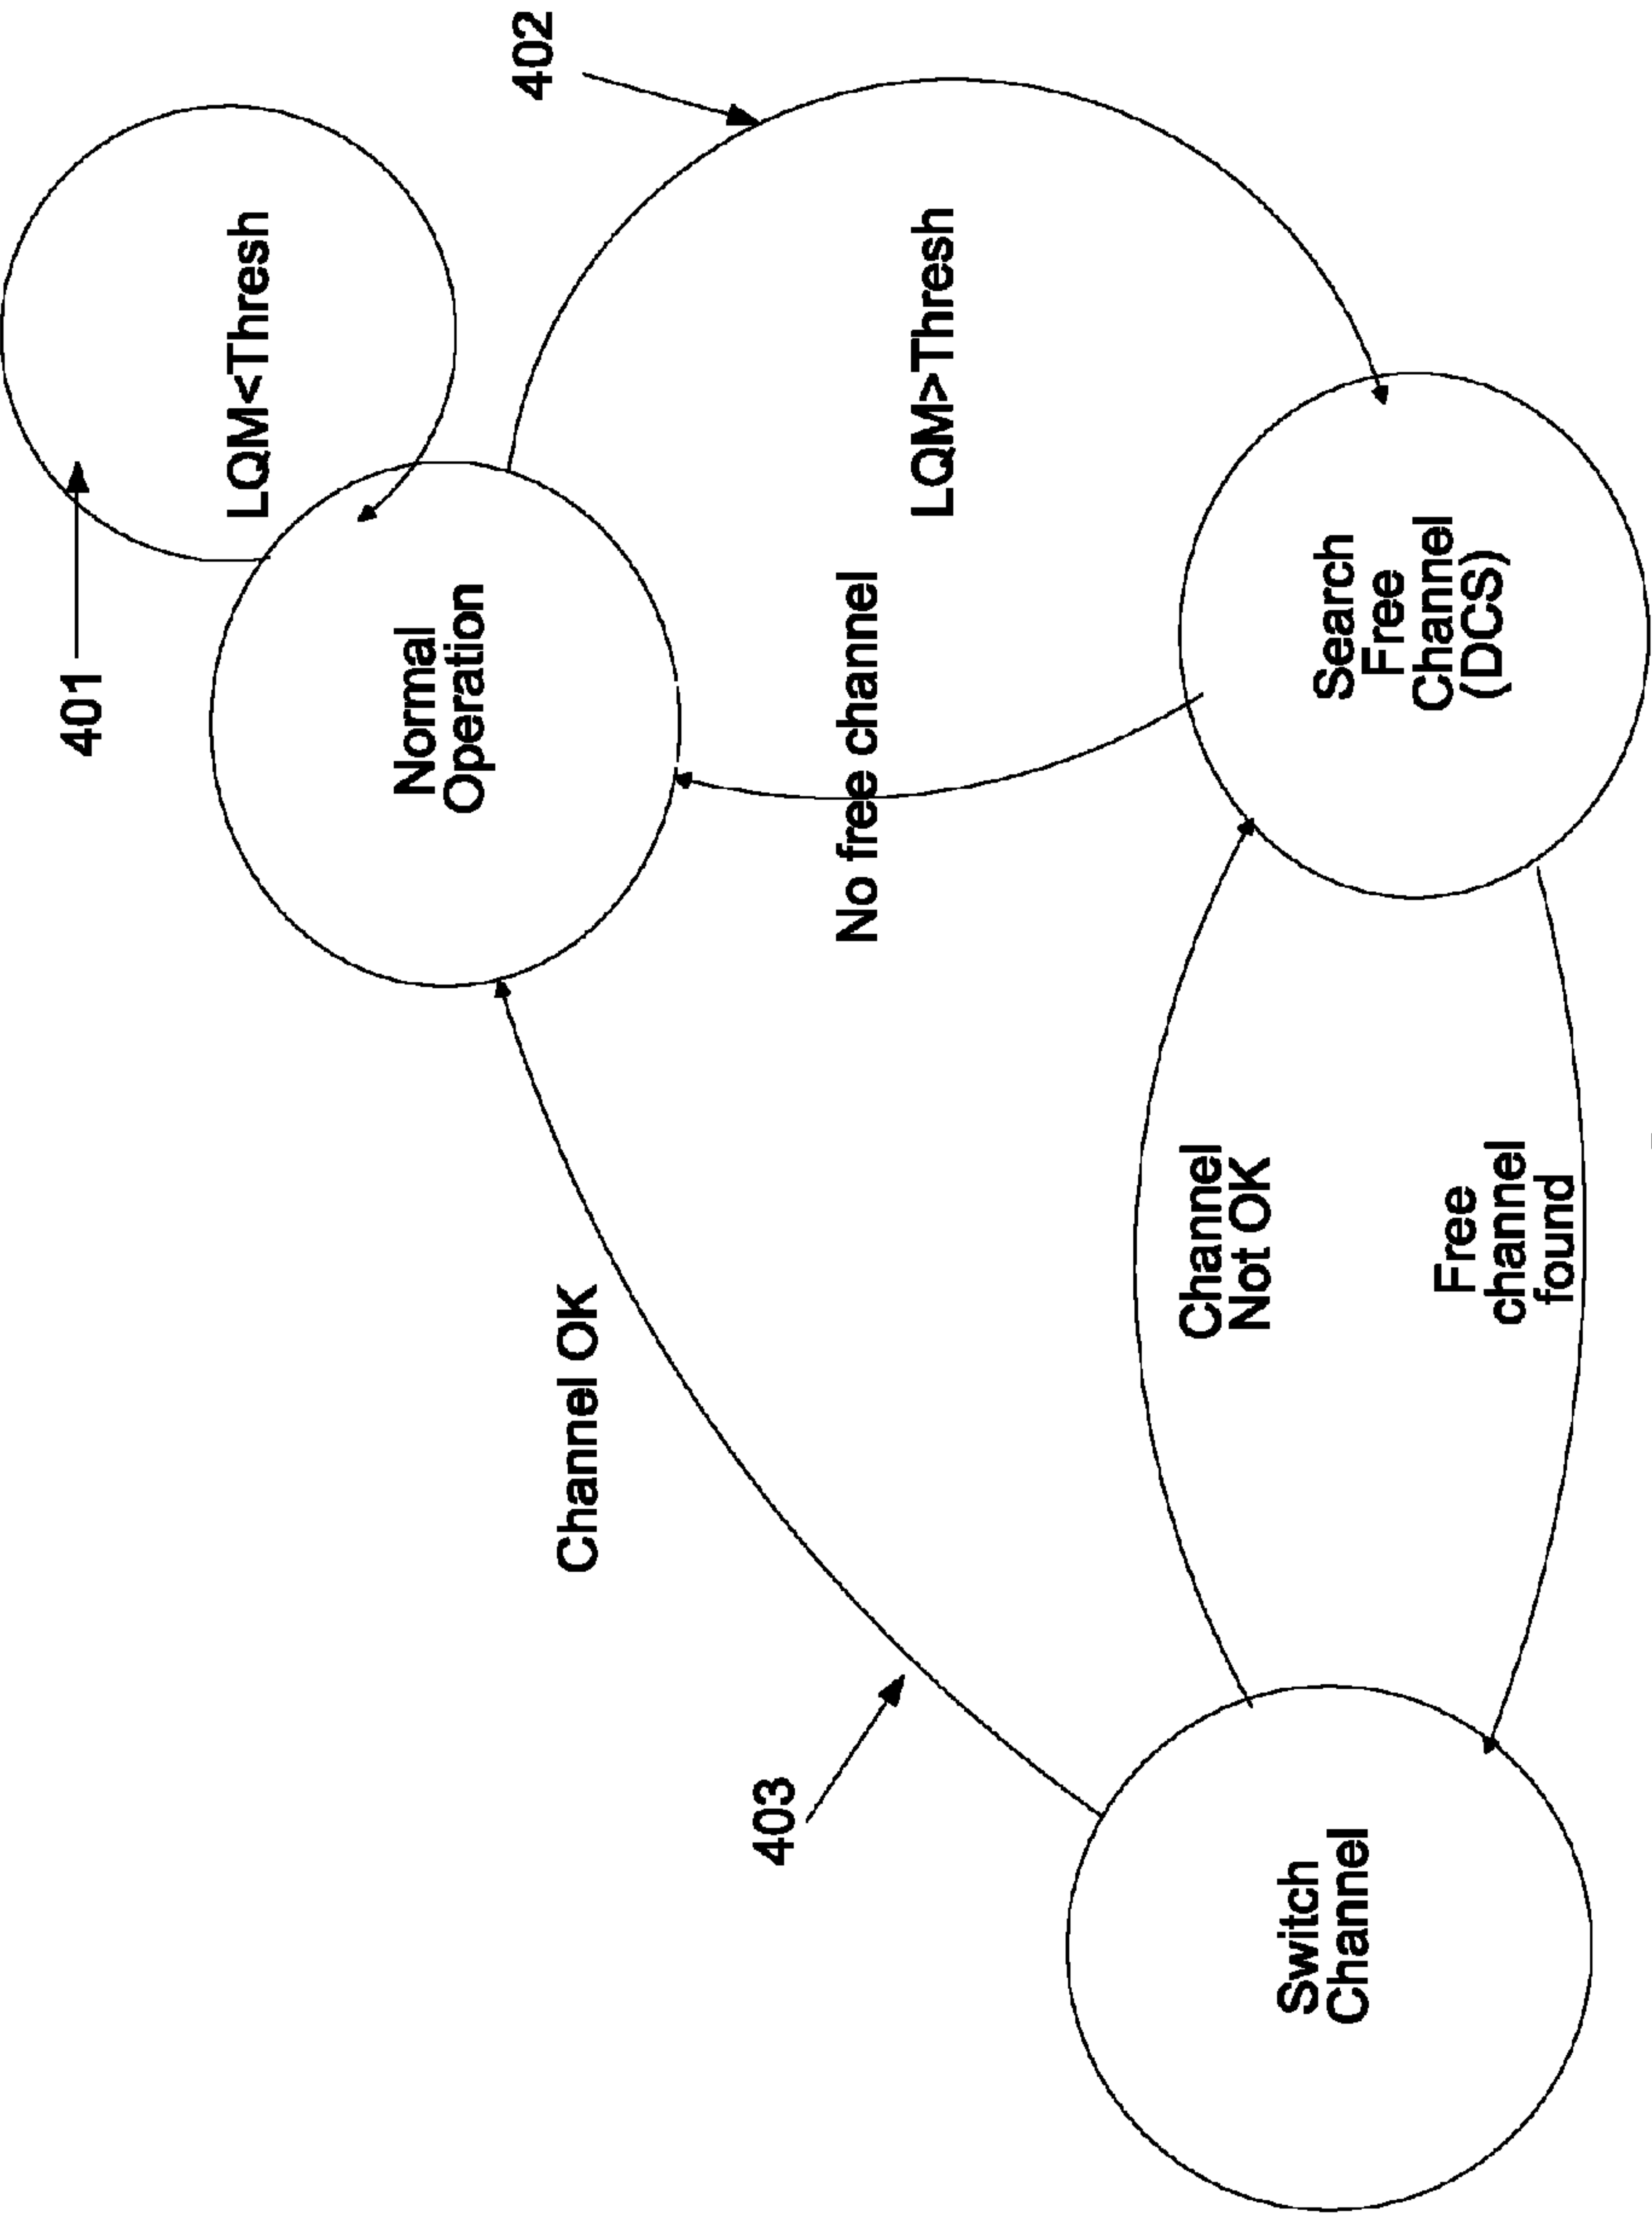 401
LQM<Thresh
402
Normal
Operation
LQM>Thresh
No free channel
Channel OK
403
Search
Free
Channel
(DCS)
Channel
Not OK
Free
channel
found
Switch
Channel